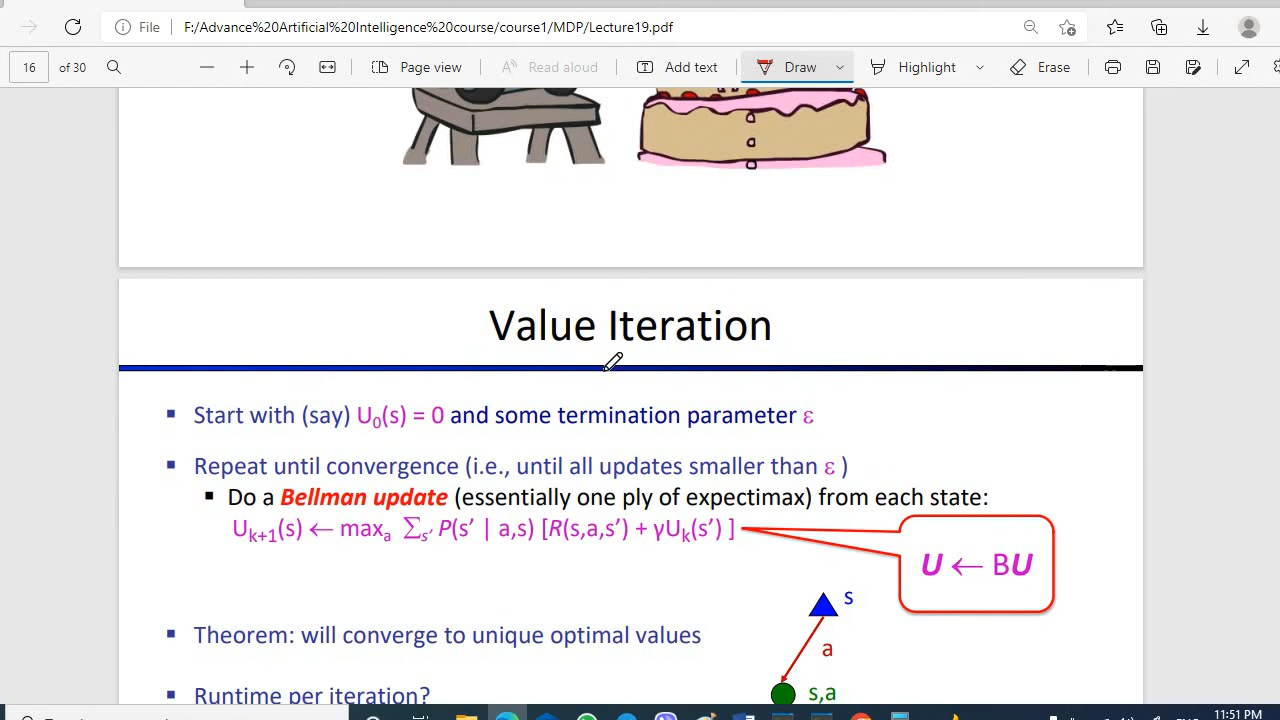 File F:/Advance%20Artificial%20Intelligence%20course/course1/MDP/Lecture19.pdf
16 of 30 Page view Read aloud Add text Draw Highlight Erase
Value Iteration
Start with (say) U₀(s) = 0 and some termination parameter ε
Repeat until convergence (i.e., until all updates smaller than ε )
Do a Bellman update (essentially one ply of expectimax) from each state:
Uₖ₊₁(s) ← maxₐ ∑ₛ′ P(s’ | a,s) [R(s,a,s’) + γUₖ(s’) ]
U ← BU
s
Theorem: will converge to unique optimal values
a
Runtime per iteration?
s,a
11:51 PM